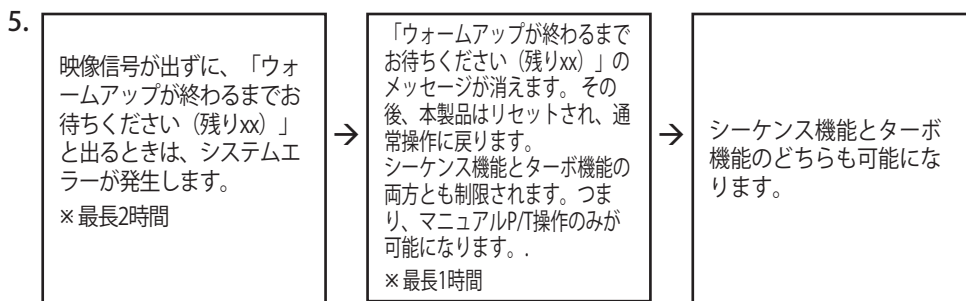 5.
映像信号が出ずに、「ウォ
ームアップが終わるまでお
待ちください（残りxx）」
と出るときは、システムエ
ラーが発生します。
※ 最長2時間
→
「ウォームアップが終わるまで
お待ちください（残りxx）」の
メッセージが消えます。 その
後、本製品はリセットされ、通
常操作に戻ります。
シーケンス機能とターボ機能の
両方とも制限されます。つま
り、マニュアルP/T操作のみが
可能になります。.
※ 最長1時間
→
シーケンス機能とターボ
機能のどちらも可能にな
ります。